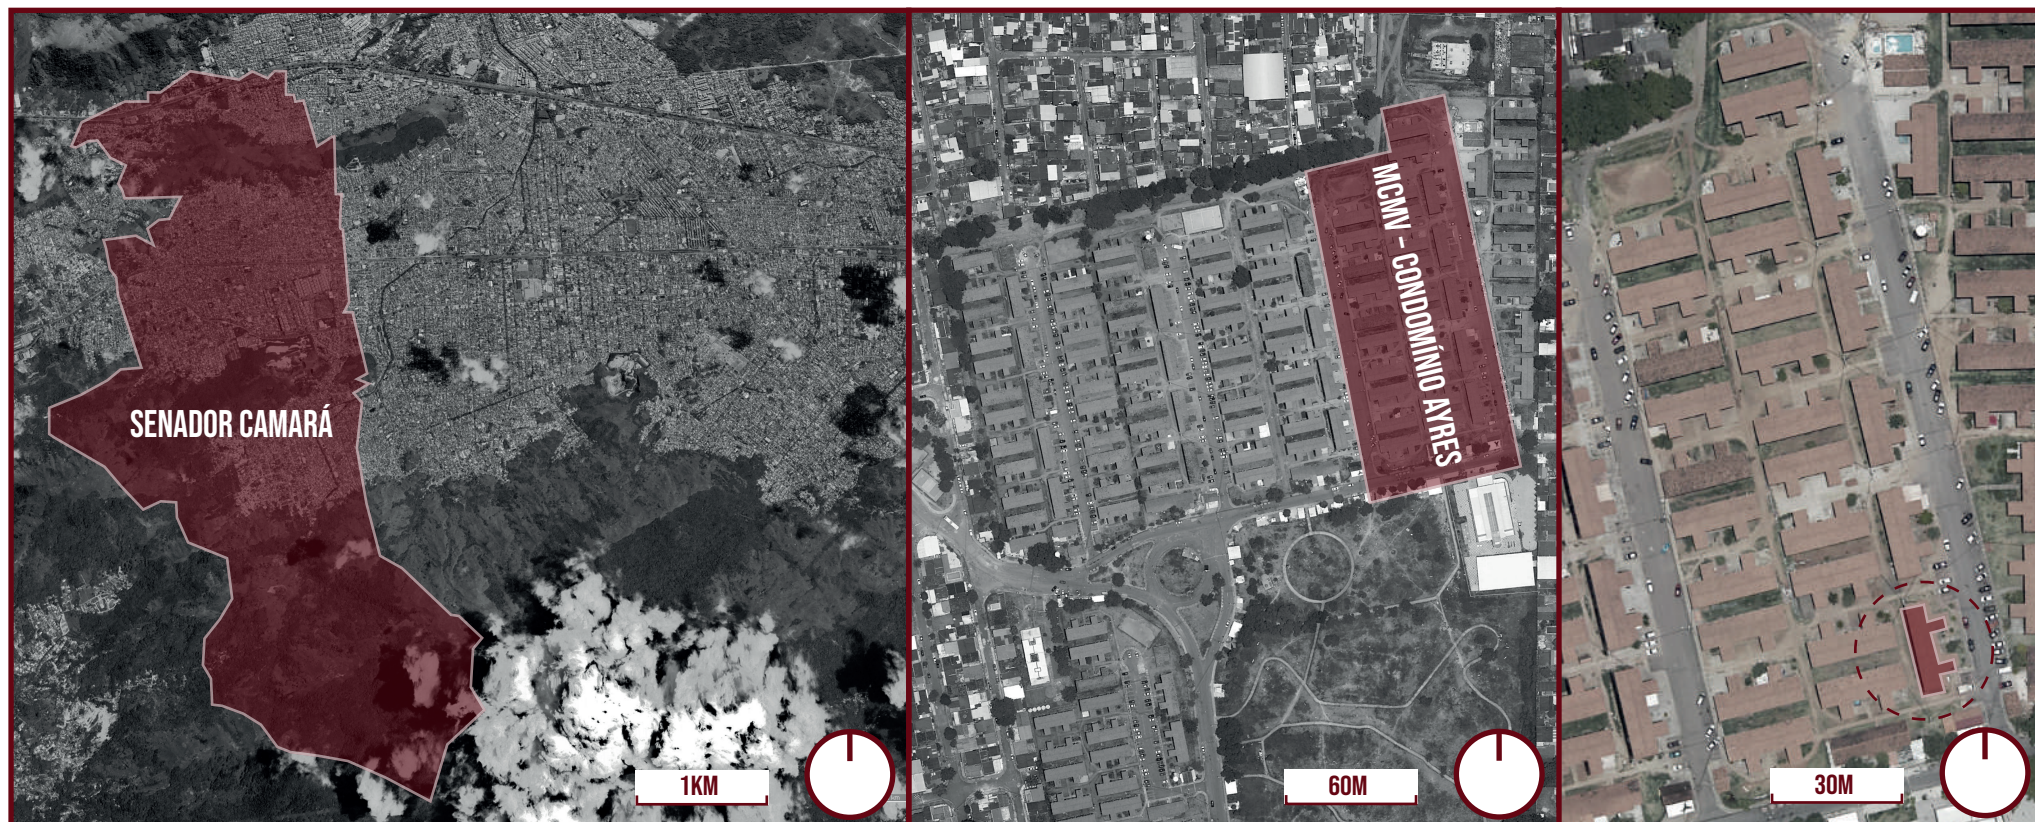 SENADOR CAMARÁ
1KM
MCMV - CONDOMÍNIO AYRES
60M
30M